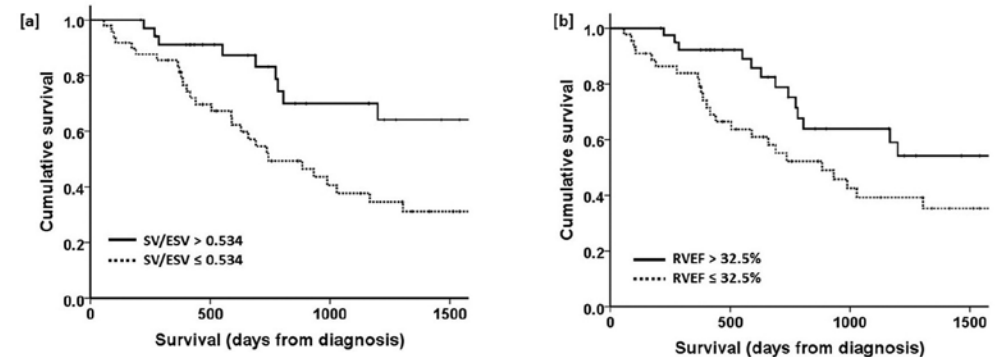 [a]
1.0
0.8
0.6
0.4
0.2
0.0
Cumulative survival
SV/ESV > 0.534
SV/ESV ≤ 0.534
0 500 1000 1500
Survival (days from diagnosis)
[b]
1.0
0.8
0.6
0.4
0.2
0.0
Cumulative survival
RVEF > 32.5%
RVEF ≤ 32.5%
0 500 1000 1500
Survival (days from diagnosis)